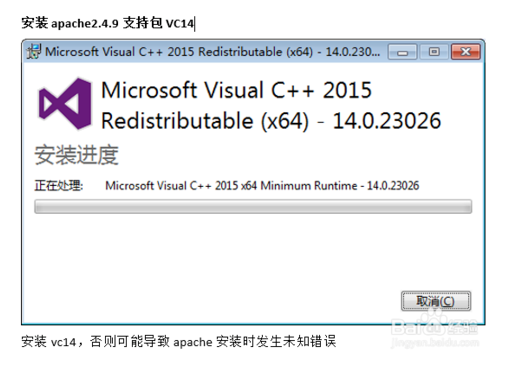 安装 apache2.4.9 支持包 VC14
Microsoft Visual C++ 2015 Redistributable (x64) - 14.0.230...
Microsoft Visual C++ 2015
Redistributable (x64) - 14.0.23026
安装进度
正在处理: Microsoft Visual C++ 2015 x64 Minimum Runtime - 14.0.23026
取消(C)
Baidu 经验
jingyan.baidu.com
安装 vc14，否则可能导致 apache 安装时发生未知错误